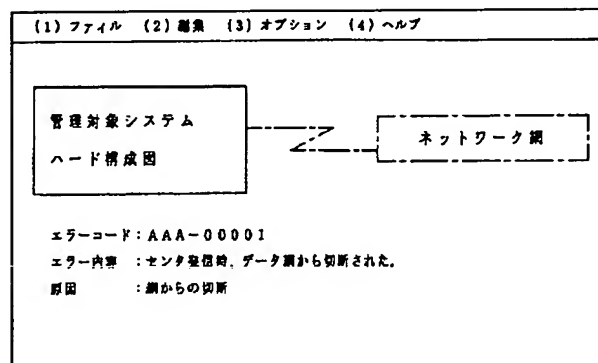 (1) ファイル (2) 編集 (3) オプション (4) ヘルプ
管理対象システム
ハード構成図
ネットワーク網
エラーコード:AAA-00001
エラー内容 :センタ発信時、データ網から切断された。
原因 :網からの切断